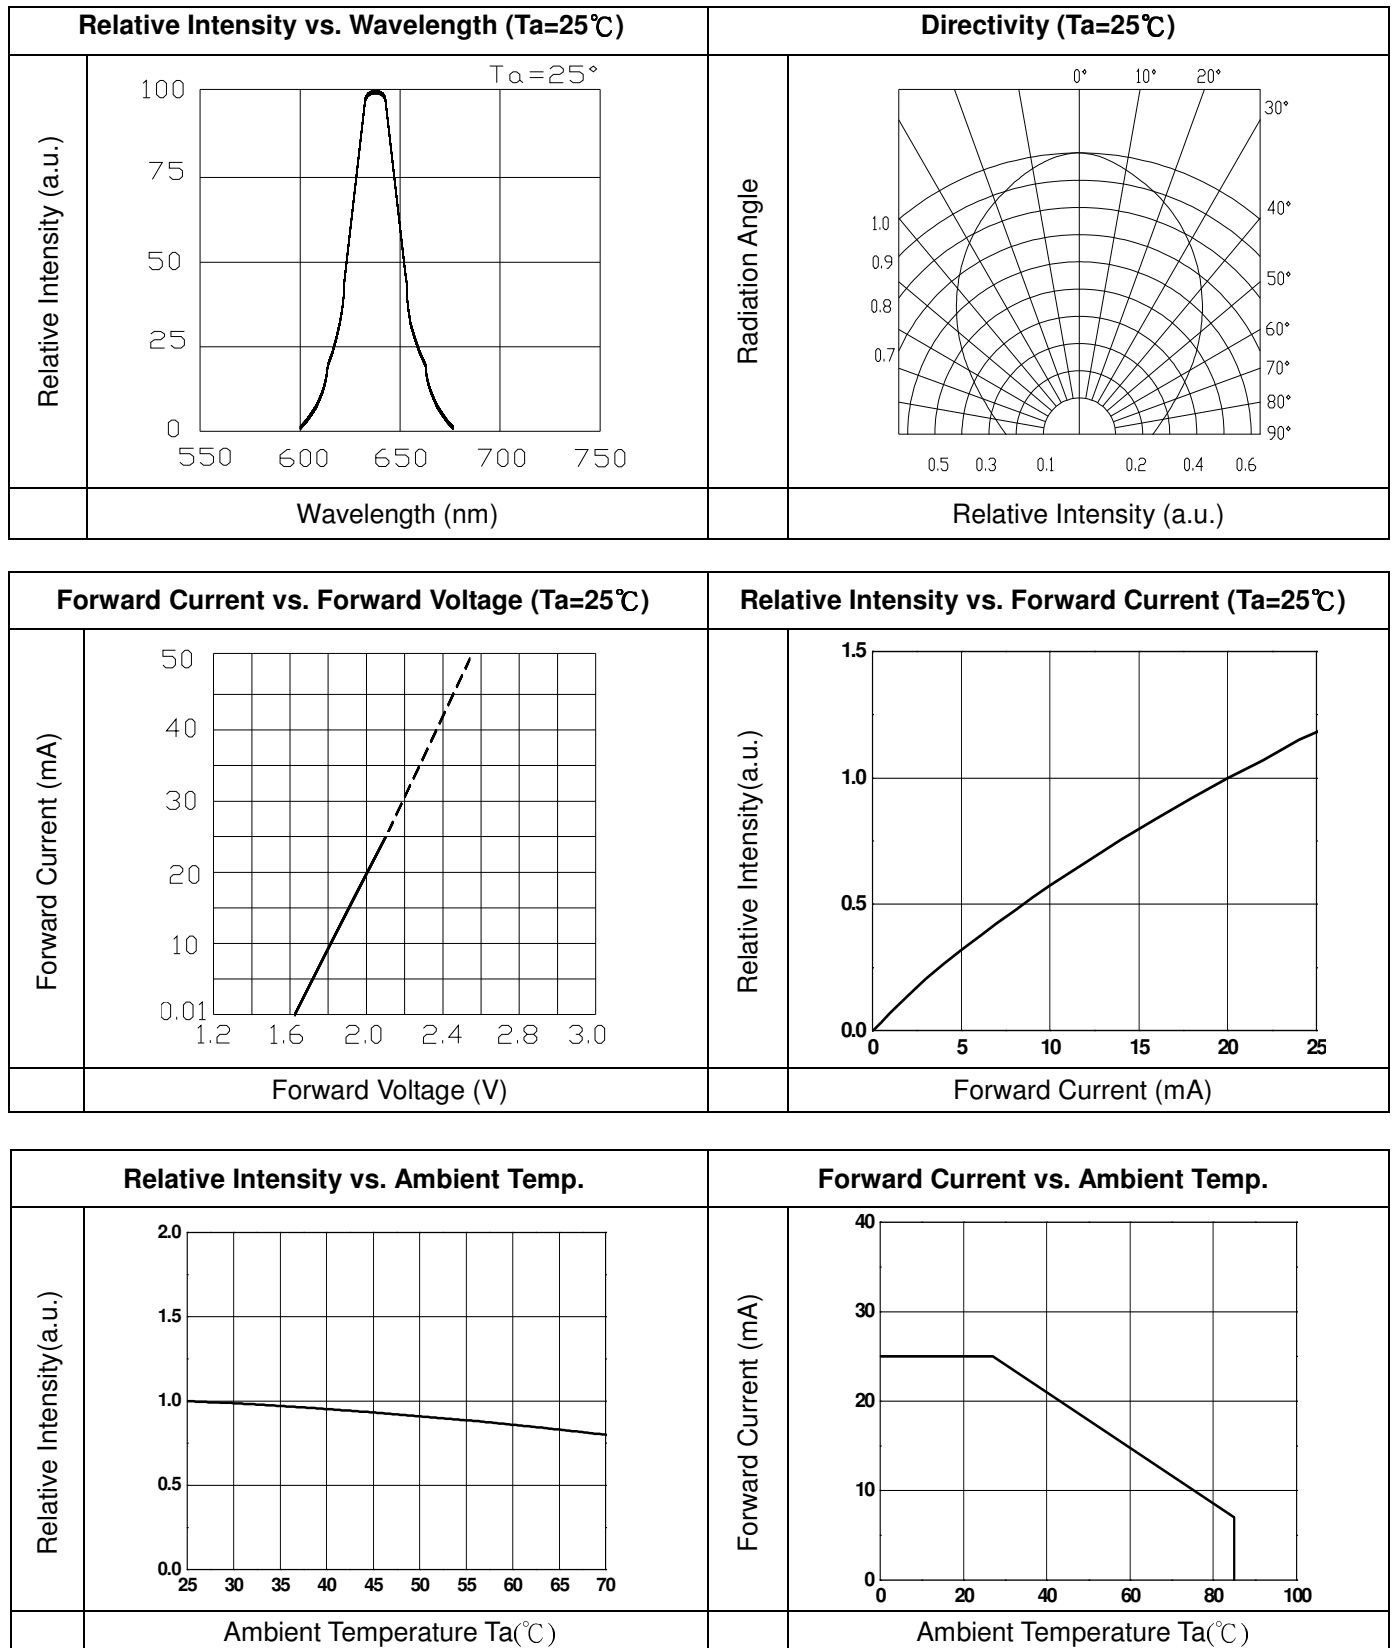 Relative Intensity vs. Wavelength (Ta=25℃)
Directivity (Ta=25℃)
Relative Intensity (a.u.)
Ta=25°
100
75
50
25
0
550 600 650 700 750
Wavelength (nm)
Radiation Angle
0° 10° 20°
30°
40°
50°
60°
70°
80°
90°
1.0
0.9
0.8
0.7
0.5 0.3 0.1 0.2 0.4 0.6
Relative Intensity (a.u.)
Forward Current vs. Forward Voltage (Ta=25℃)
Relative Intensity vs. Forward Current (Ta=25℃)
Forward Current (mA)
50
40
30
20
10
0.01
1.2 1.6 2.0 2.4 2.8 3.0
Forward Voltage (V)
Relative Intensity(a.u.)
1.5
1.0
0.5
0.0
0 5 10 15 20 25
Forward Current (mA)
Relative Intensity vs. Ambient Temp.
Forward Current vs. Ambient Temp.
Relative Intensity(a.u.)
2.0
1.5
1.0
0.5
0.0
25 30 35 40 45 50 55 60 65 70
Ambient Temperature Ta(℃)
Forward Current (mA)
40
30
20
10
0
0 20 40 60 80 100
Ambient Temperature Ta(℃)